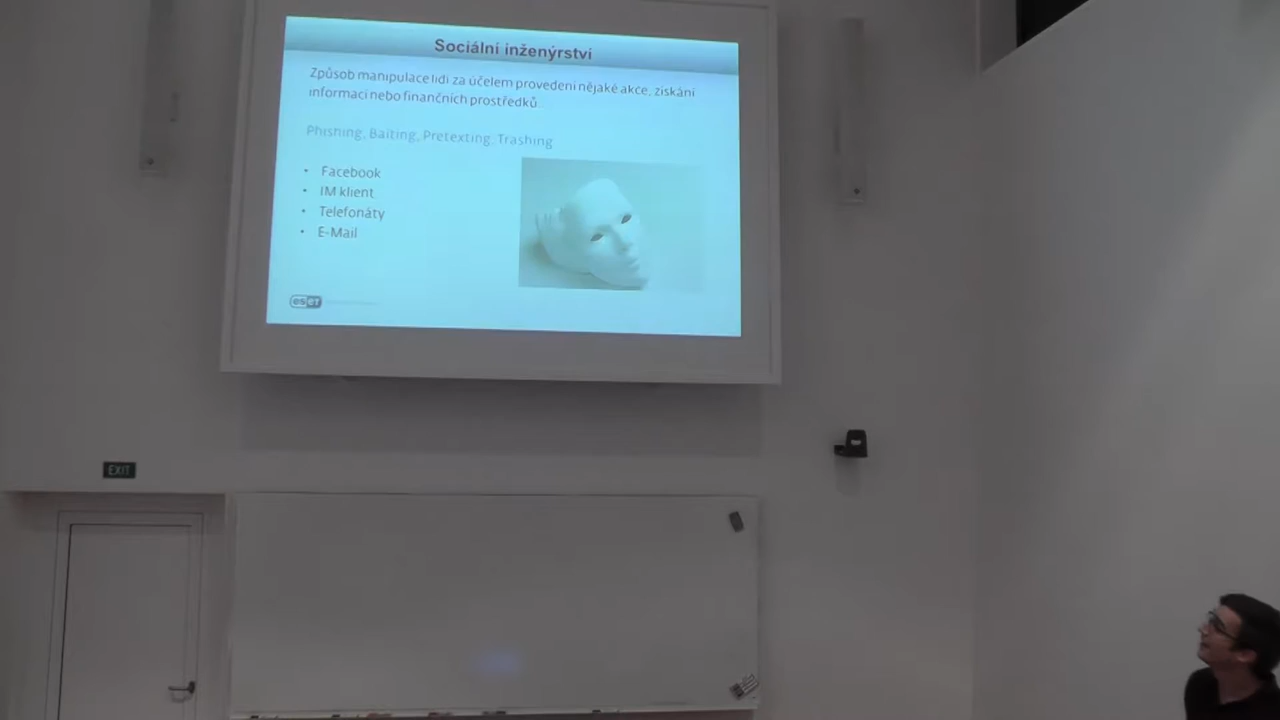 Sociální inženýrství
Způsob manipulace lidí za účelem provedení nějaké akce, získání
informací nebo finančních prostředků.
Phishing, Baiting, Pretexting, Trashing
• Facebook
• IM klient
• Telefonáty
• E-Mail
eseT
EXIT